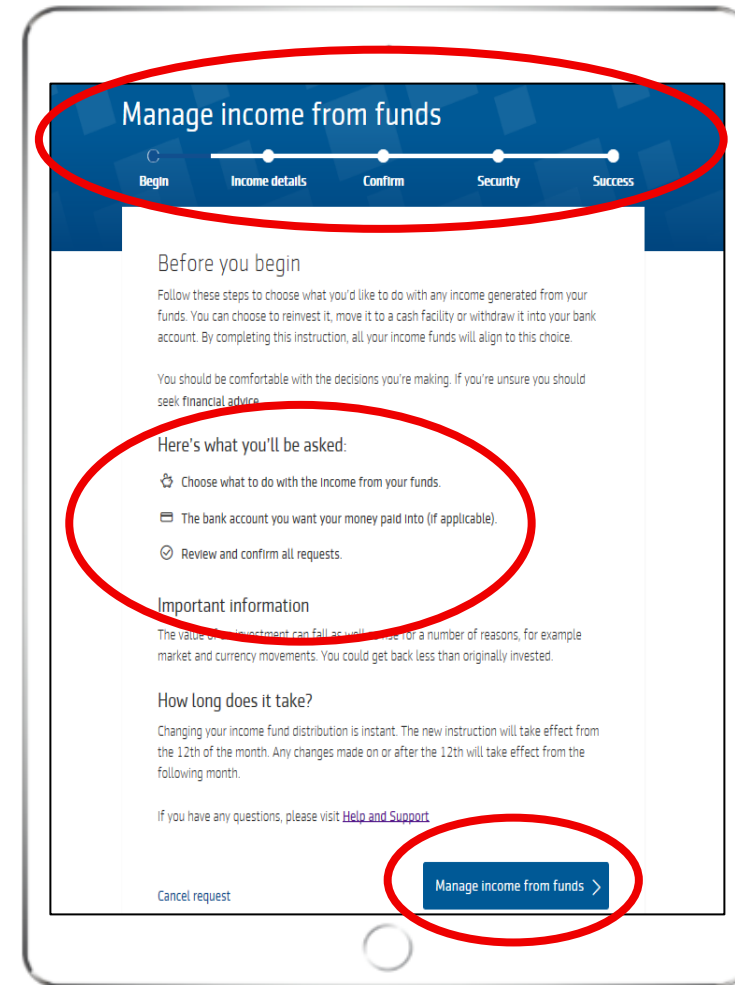 Manage income from funds
Begin Income details Confirm Security Success
Before you begin
Follow these steps to choose what you'd like to do with any income generated from your
funds. You can choose to reinvest it, move it to a cash facility or withdraw it into your bank
account. By completing this instruction, all your income funds will align to this choice.
You should be comfortable with the decisions you're making. If you're unsure you should
seek financial advice.
Here's what you'll be asked:
Choose what to do with the income from your funds.
The bank account you want your money paid into (if applicable).
Review and confirm all requests.
Important information
The value of an investment can fall as well as rise for a number of reasons, for example
market and currency movements. You could get back less than originally invested.
How long does it take?
Changing your income fund distribution is instant. The new instruction will take effect from
the 12th of the month. Any changes made on or after the 12th will take effect from the
following month.
If you have any questions, please visit Help and Support
Cancel request Manage income from funds